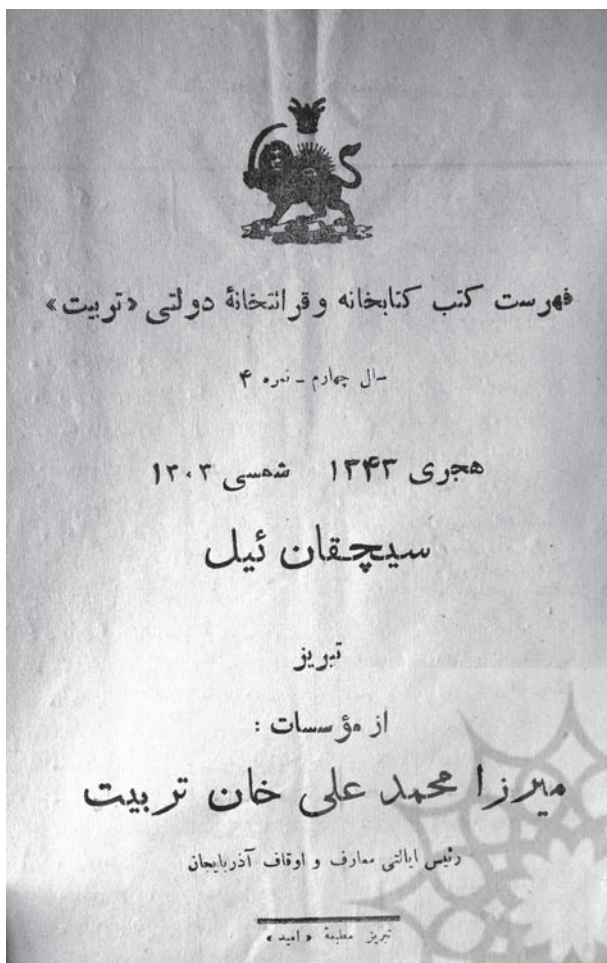 فهرست کتب کتابخانه و قرائتخانهٔ دولتی «تربیت»
سال چهارم ـ نمره ۴
هجری ۱۳۴۳ شمسی ۱۳۰۳
سیچقان ئیل
تبریز
از مؤسسات :
میرزا محمد علی خان تربیت
رئیس ایالتی معارف و اوقاف آذربایجان
تبریز مطبعهٔ «امید»